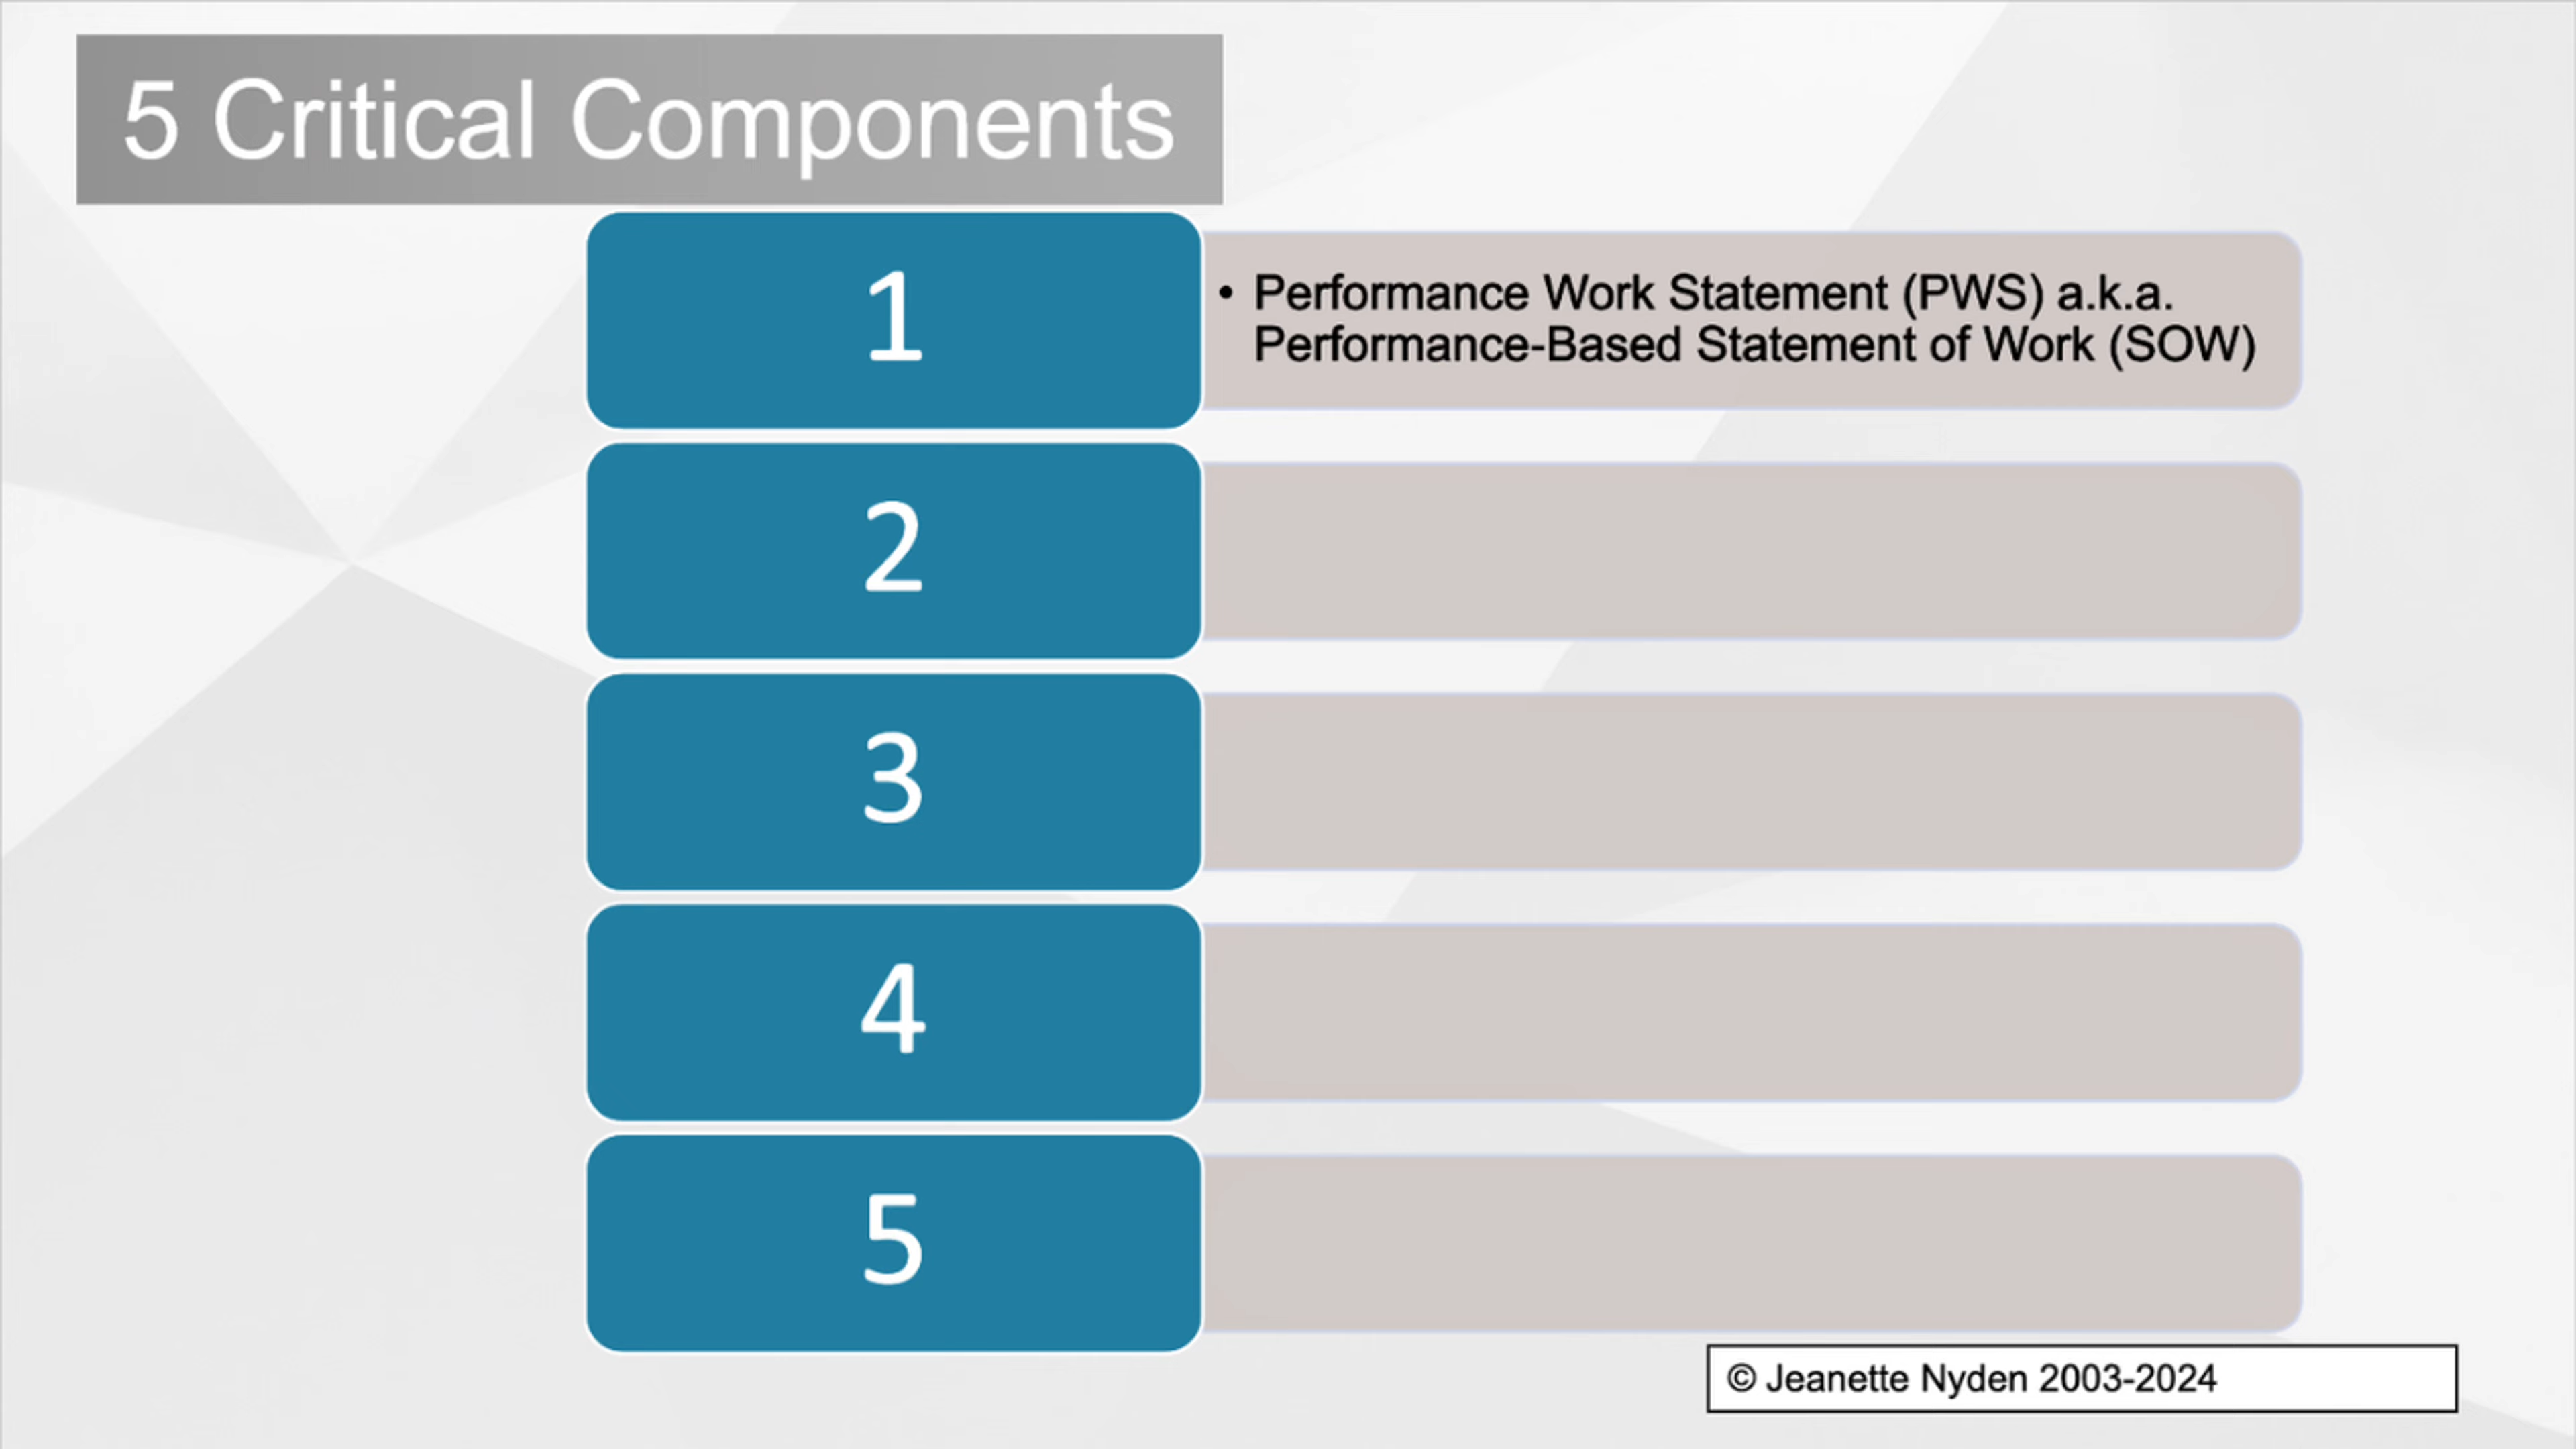 5 Critical Components
1
• Performance Work Statement (PWS) a.k.a.
Performance-Based Statement of Work (SOW)
2
3
4
5
© Jeanette Nyden 2003-2024